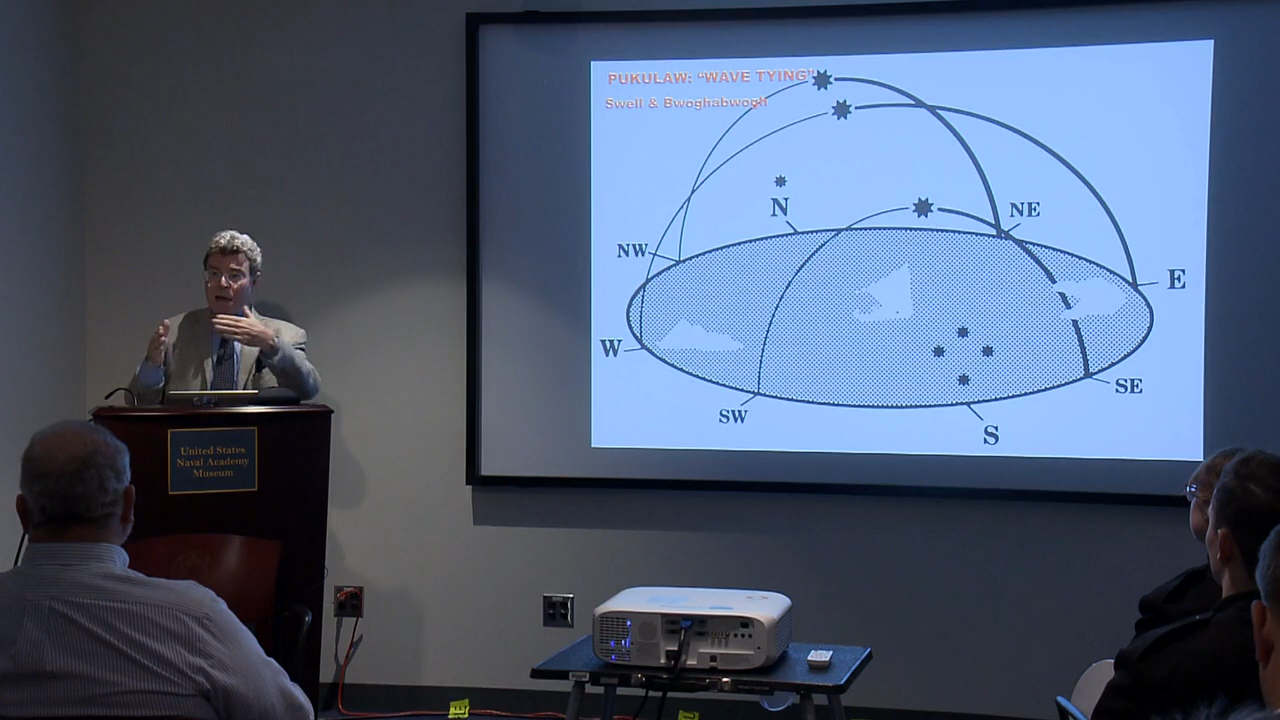 PUKULAW: "WAVE TYING"
Swell & Bwoghabwogh
N
NE
NW
E
W
SE
SW
S
United States
Naval Academy
Museum